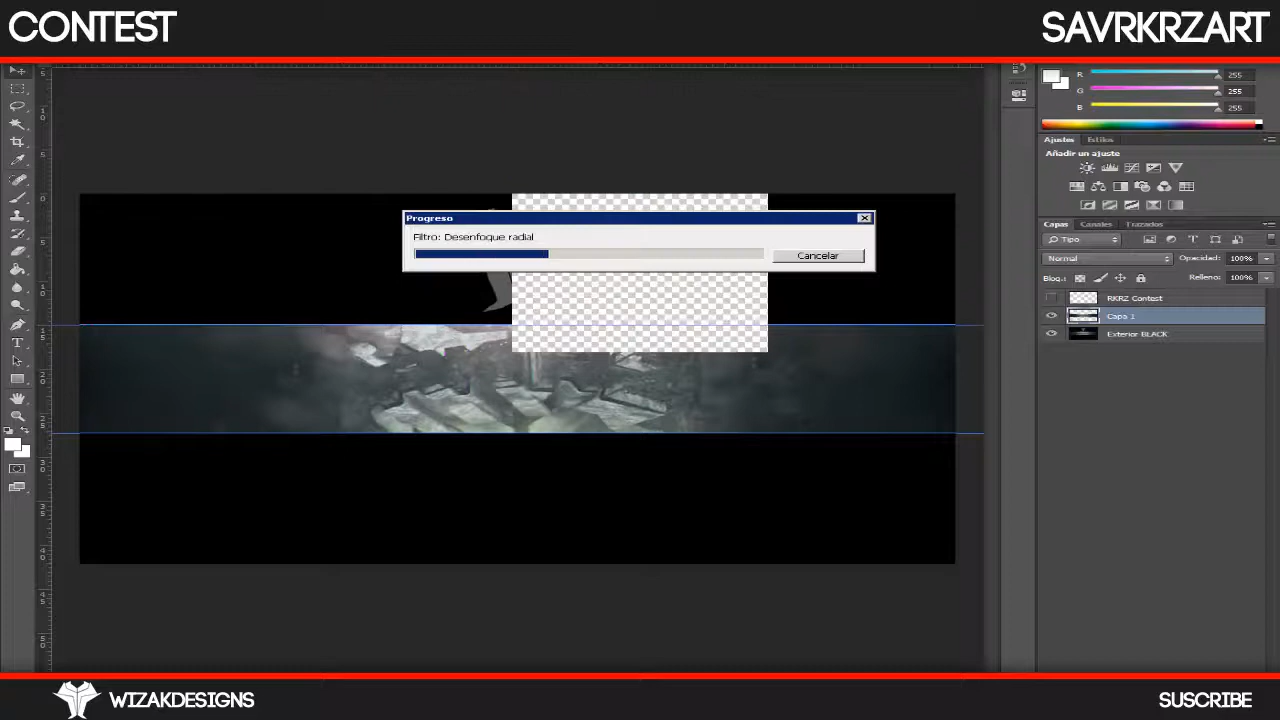 CONTEST
SAVRKRZART
R 255
G 255
B 255
Ajustes Estilos
Añadir un ajuste
Progreso
Filtro: Desenfoque radial
Cancelar
Capas Canales Trazados
Tipo
Normal Opacidad: 100%
Bloq.: Relleno: 100%
RKRZ Contest
Capa 1
Exterior BLACK
WIZAKDESIGNS
SUSCRIBE